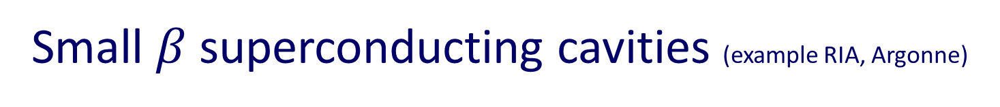 Small β superconducting cavities (example RIA, Argonne)